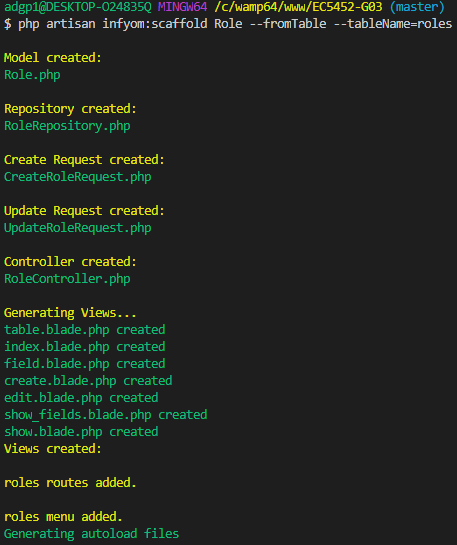 adgp1@DESKTOP-O24835Q MINGW64 /c/wamp64/www/EC5452-G03 (master)
$ php artisan infyom:scaffold Role --fromTable --tableName=roles

Model created:
Role.php

Repository created:
RoleRepository.php

Create Request created:
CreateRoleRequest.php

Update Request created:
UpdateRoleRequest.php

Controller created:
RoleController.php

Generating Views...
table.blade.php created
index.blade.php created
field.blade.php created
create.blade.php created
edit.blade.php created
show_fields.blade.php created
show.blade.php created
Views created:

roles routes added.

roles menu added.
Generating autoload files